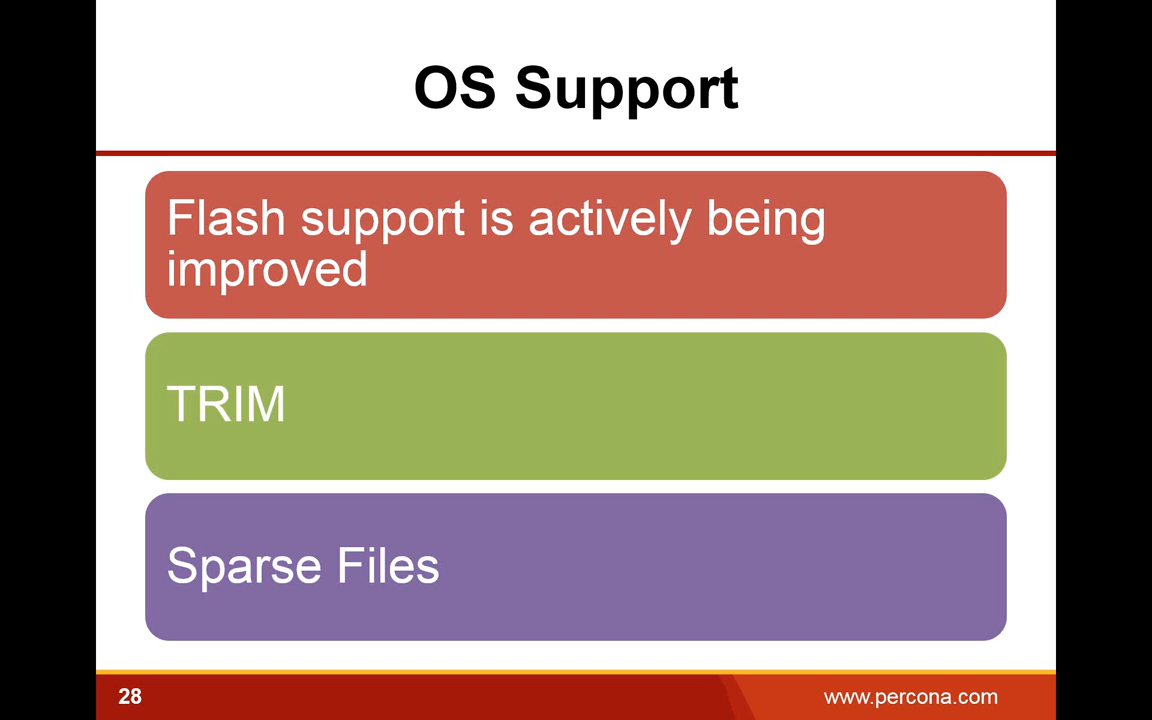 OS Support
Flash support is actively being
improved
TRIM
Sparse Files
28
www.percona.com